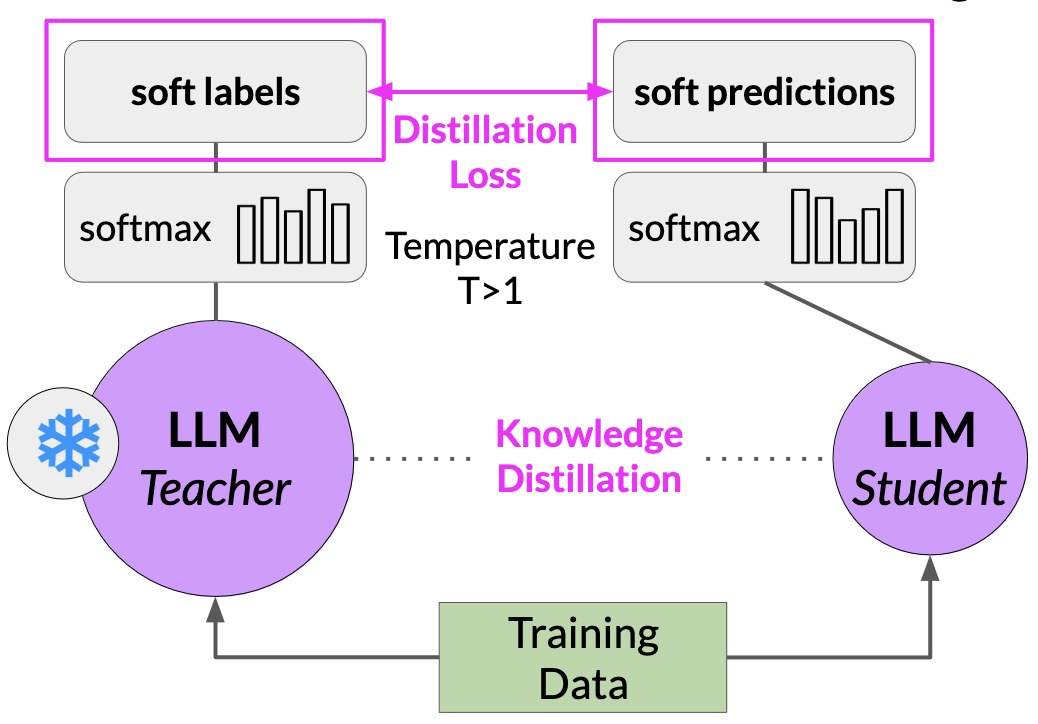 soft labels
soft predictions
Distillation
Loss
softmax
softmax
Temperature
T>1
LLM
Teacher
Knowledge
Distillation
LLM
Student
Training
Data